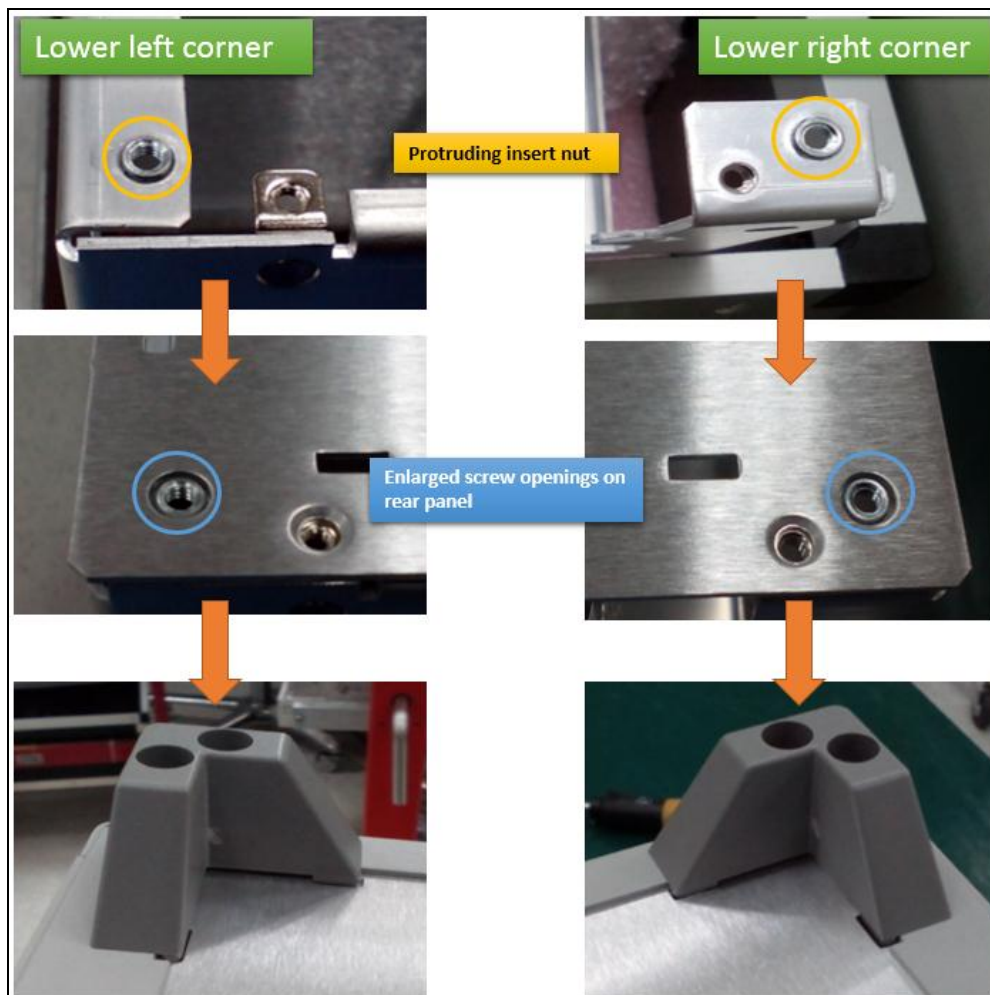 Lower left corner
Lower right corner
Protruding insert nut
Enlarged screw openings on
rear panel